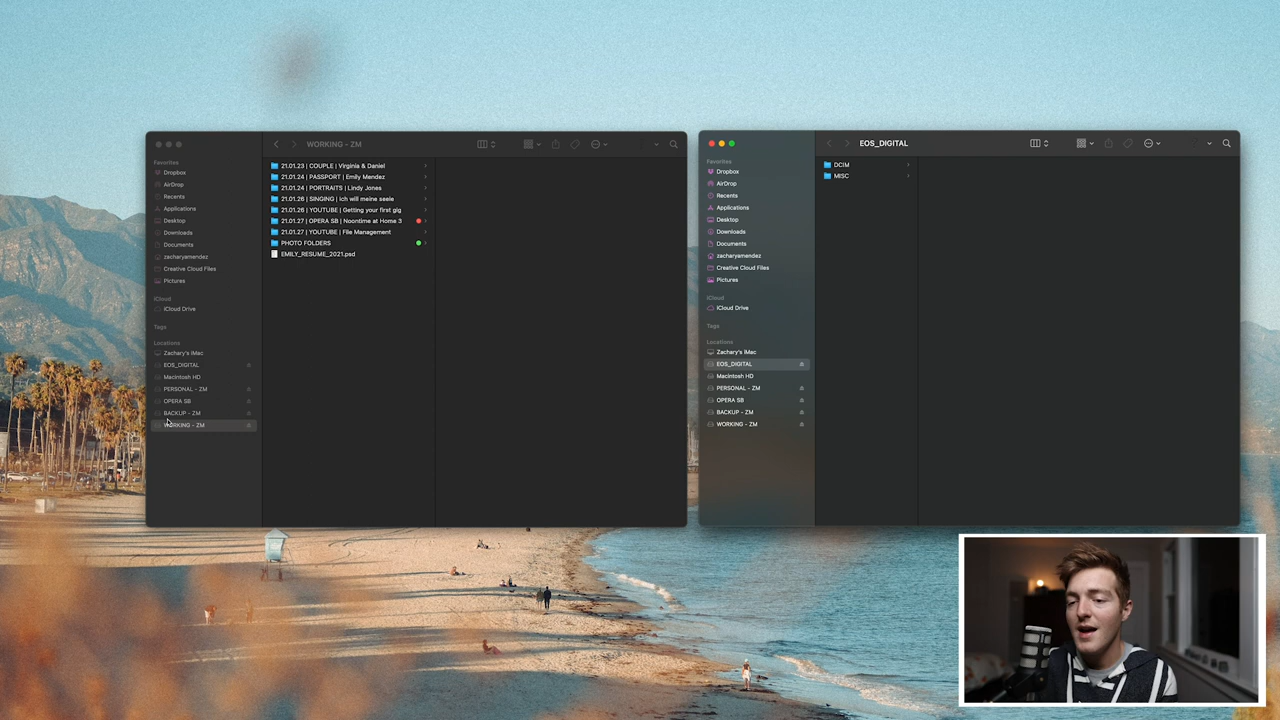 WORKING - ZM
Favorites
Dropbox
AirDrop
Recents
Applications
Desktop
Downloads
Documents
zacharyamendez
Creative Cloud Files
Pictures
iCloud
iCloud Drive
Tags
Locations
Zachary's iMac
EOS_DIGITAL
Macintosh HD
PERSONAL - ZM
OPERA SB
BACKUP - ZM
WORKING - ZM
21.01.23 | COUPLE | Virginia & Daniel
21.01.24 | PASSPORT | Emily Mendez
21.01.24 | PORTRAITS | Lindy Jones
21.01.26 | SINGING | Ich will meine seele
21.01.26 | YOUTUBE | Getting your first gig
21.01.27 | OPERA SB | Noontime at Home 3
21.01.27 | YOUTUBE | File Management
PHOTO FOLDERS
EMILY_RESUME_2021.psd
EOS_DIGITAL
Favorites
Dropbox
AirDrop
Recents
Applications
Desktop
Downloads
Documents
zacharyamendez
Creative Cloud Files
Pictures
iCloud
iCloud Drive
Tags
Locations
Zachary's iMac
EOS_DIGITAL
Macintosh HD
PERSONAL - ZM
OPERA SB
BACKUP - ZM
WORKING - ZM
DCIM
MISC